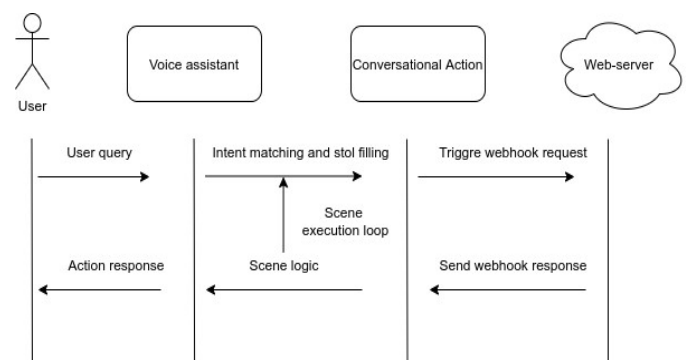 Voice assistant
Conversational Action
Web-server
User
User query
Intent matching and stol filling
Triggre webhook request
Scene
execution loop
Action response
Scene logic
Send webhook response